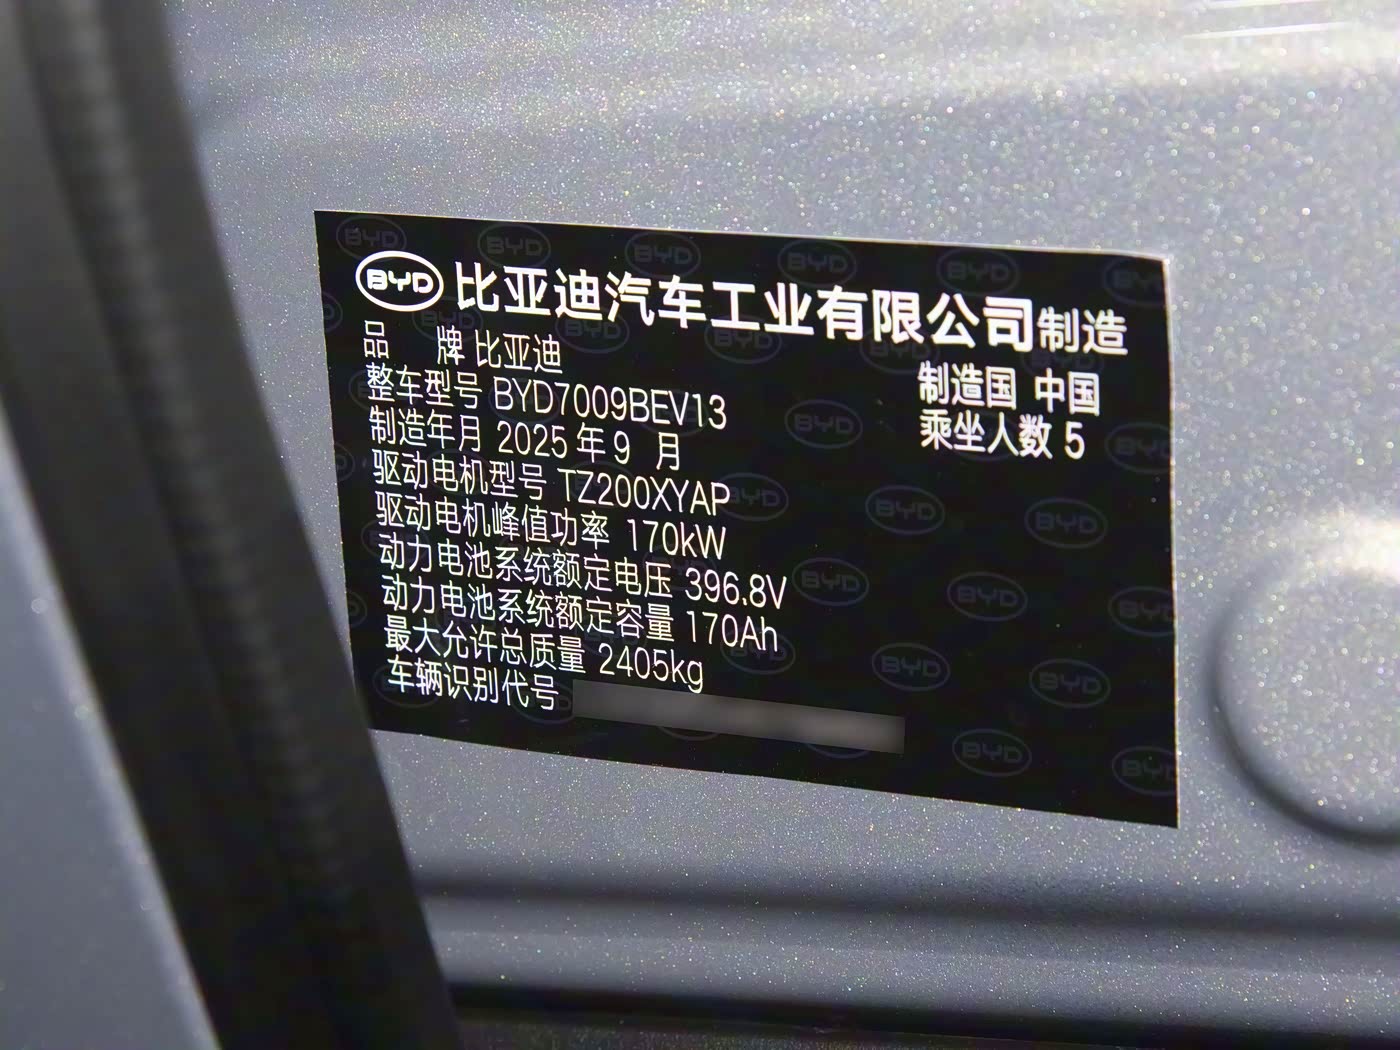 BYD 比亚迪汽车工业有限公司制造
品 牌 比亚迪
制造国 中国
整车型号 BYD7009BEV13
乘坐人数 5
制造年月 2025年9 月
驱动电机型号 TZ200XYAP
驱动电机峰值功率 170kW
动力电池系统额定电压 396.8V
动力电池系统额定容量 170Ah
最大允许总质量 2405kg
车辆识别代号